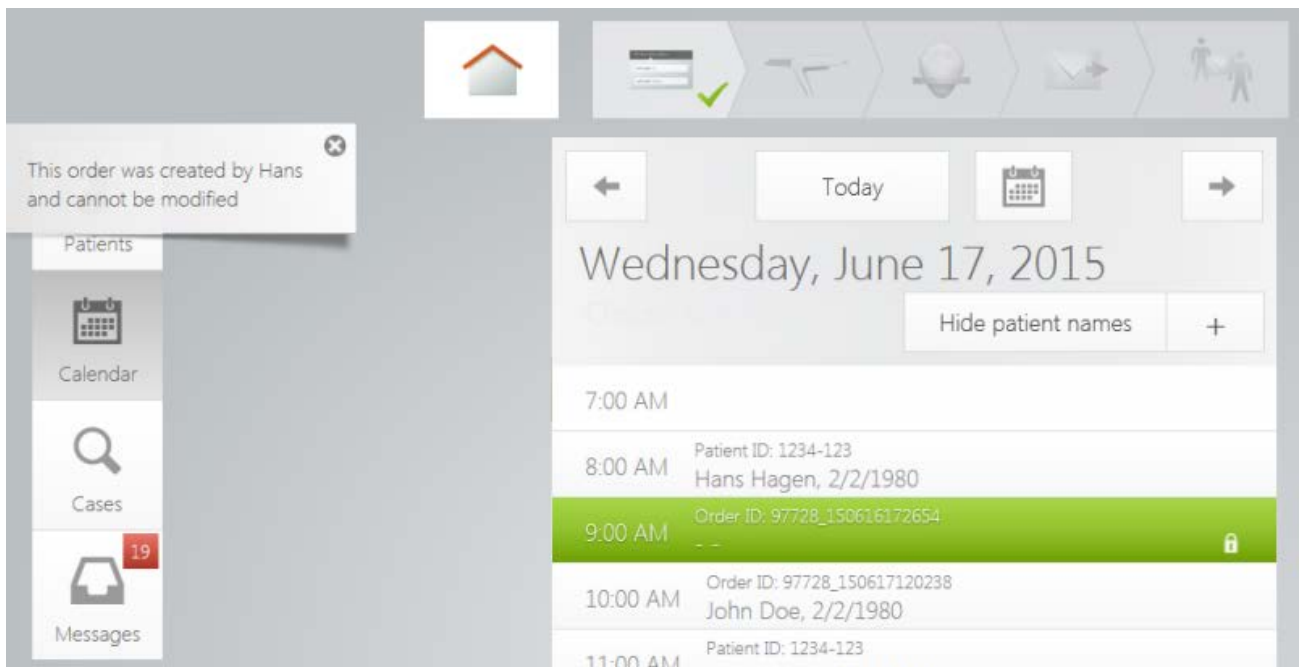 This order was created by Hans
and cannot be modified
Patients
Calendar
Cases
19
Messages
Today
Wednesday, June 17, 2015
Hide patient names +
7:00 AM
Patient ID: 1234-123
8:00 AM
Hans Hagen, 2/2/1980
Order ID: 97728_150616172654
9:00 AM
- -
Order ID: 97728_150617120238
10:00 AM
John Doe, 2/2/1980
Patient ID: 1234-123
11:00 AM